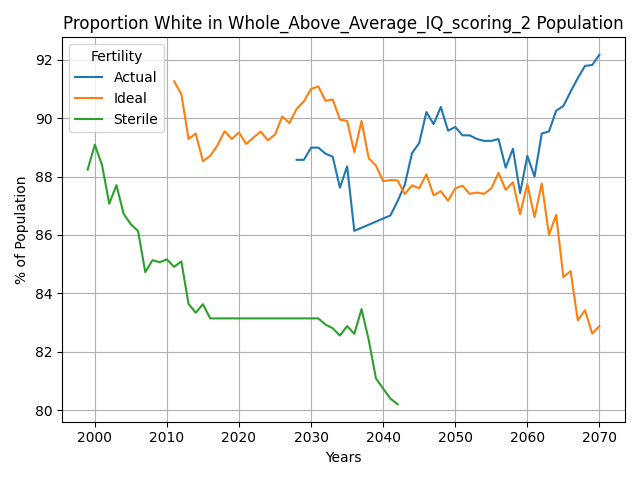 Proportion White in Whole_Above_Average_IQ_scoring_2 Population
Fertility
Actual
Ideal
Sterile
92
90
88
86
84
82
80
% of Population
2000 2010 2020 2030 2040 2050 2060 2070
Years